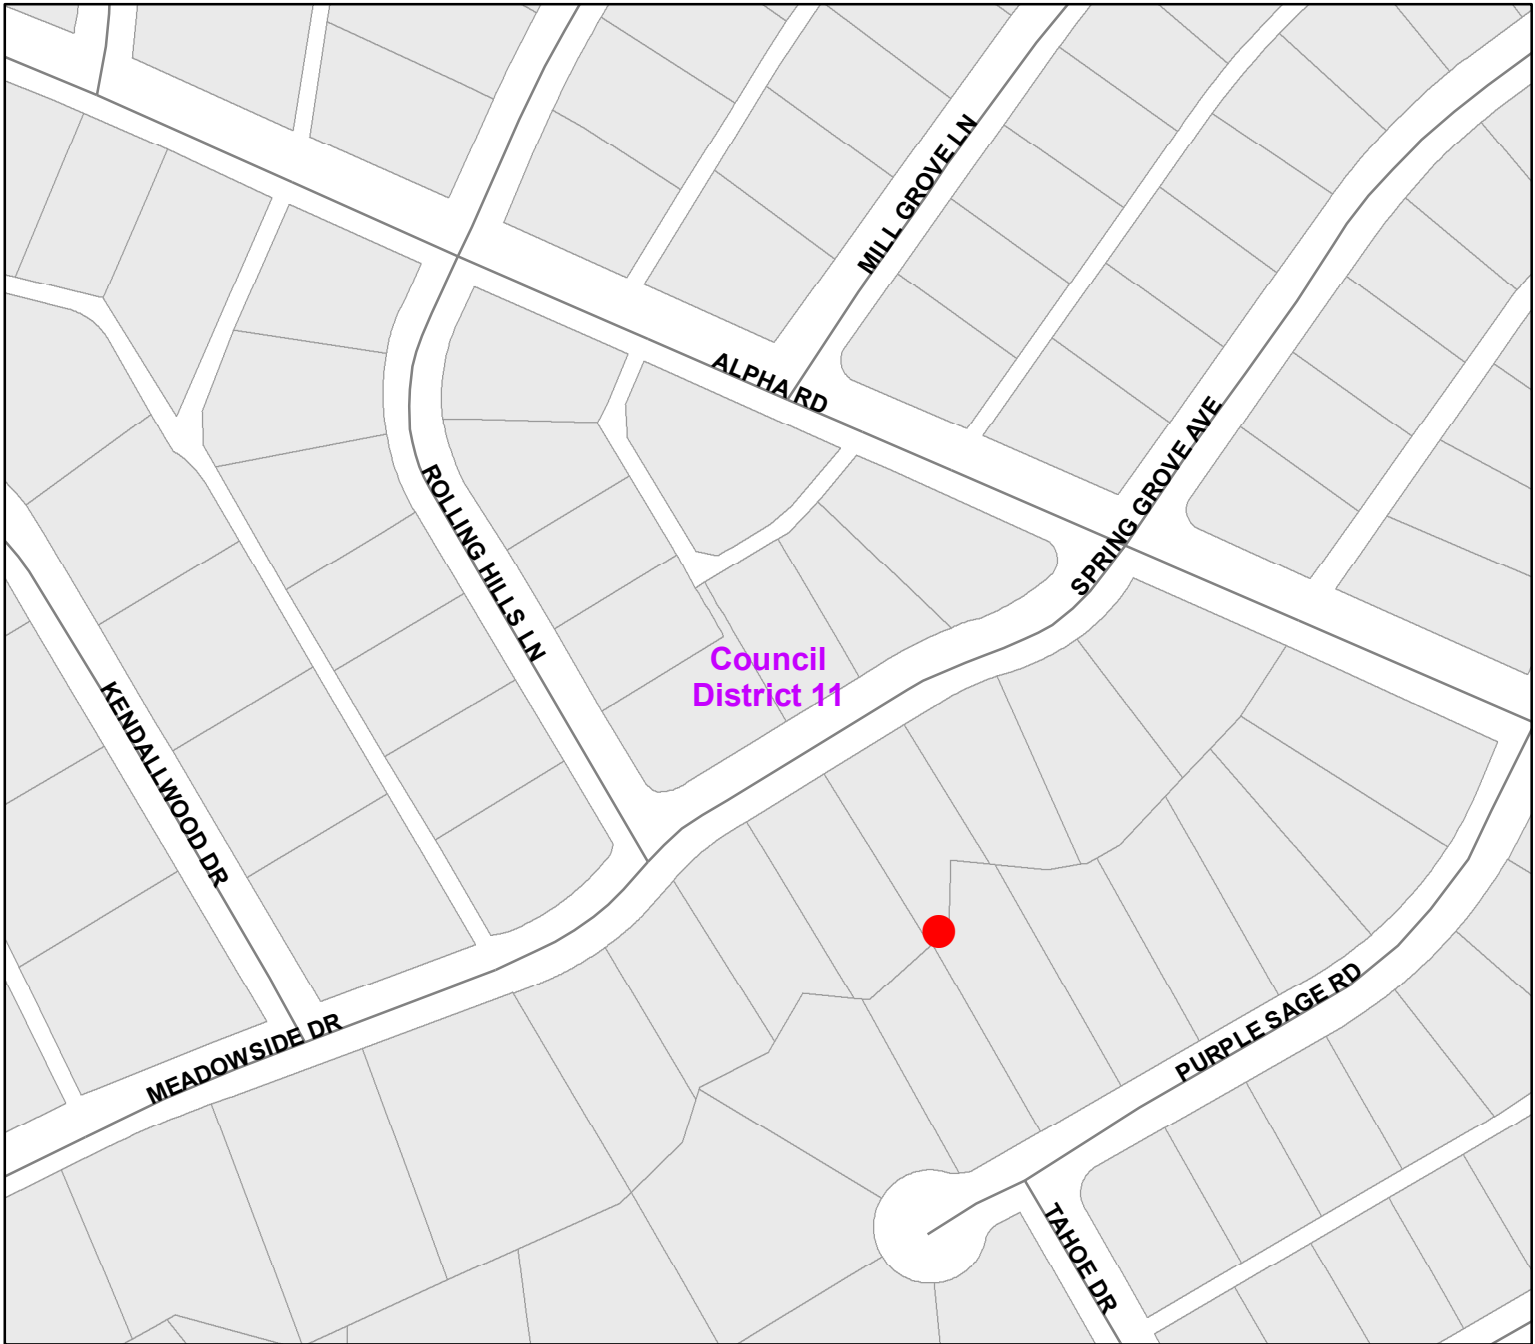 MILL GROVE LN
ALPHA RD
SPRING GROVE AVE
ROLLING HILLS LN
Council
District 11
KENDALLWOOD DR
MEADOWSIDE DR
PURPLE SAGE RD
TAHOE DR